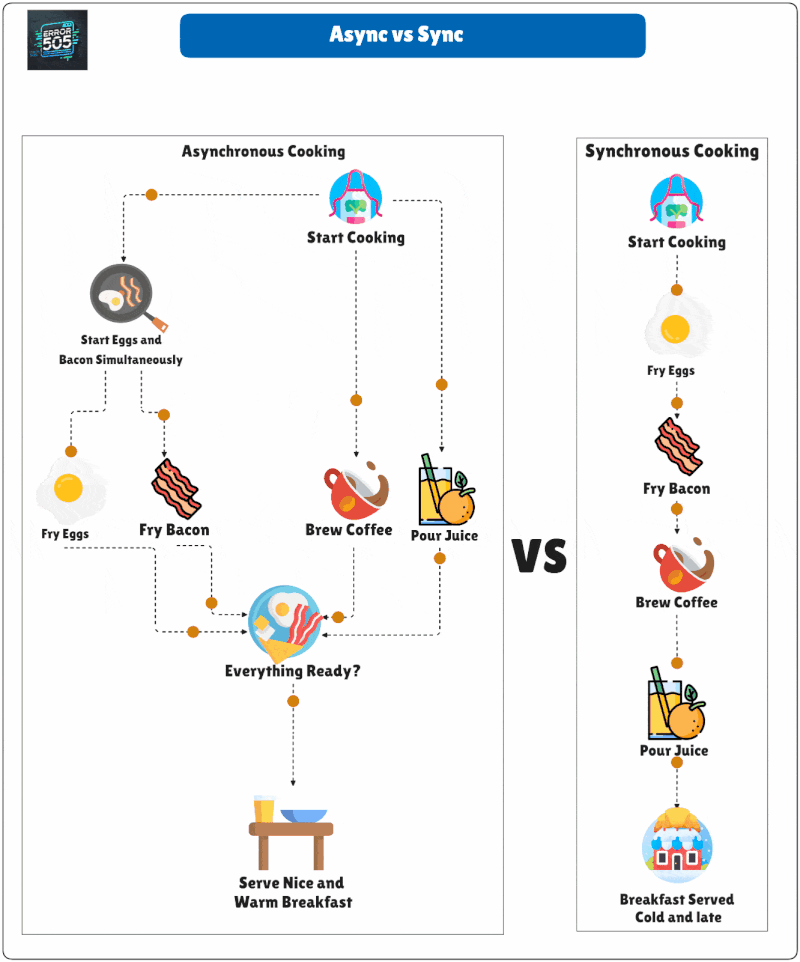 ERROR
505
Async vs Sync
Asynchronous Cooking
Start Cooking
Start Eggs and
Bacon Simultaneously
Fry Eggs
Fry Bacon
Brew Coffee
Pour Juice
Everything Ready?
Serve Nice and
Warm Breakfast
VS
Synchronous Cooking
Start Cooking
Fry Eggs
Fry Bacon
Brew Coffee
Pour Juice
Breakfast Served
Cold and late